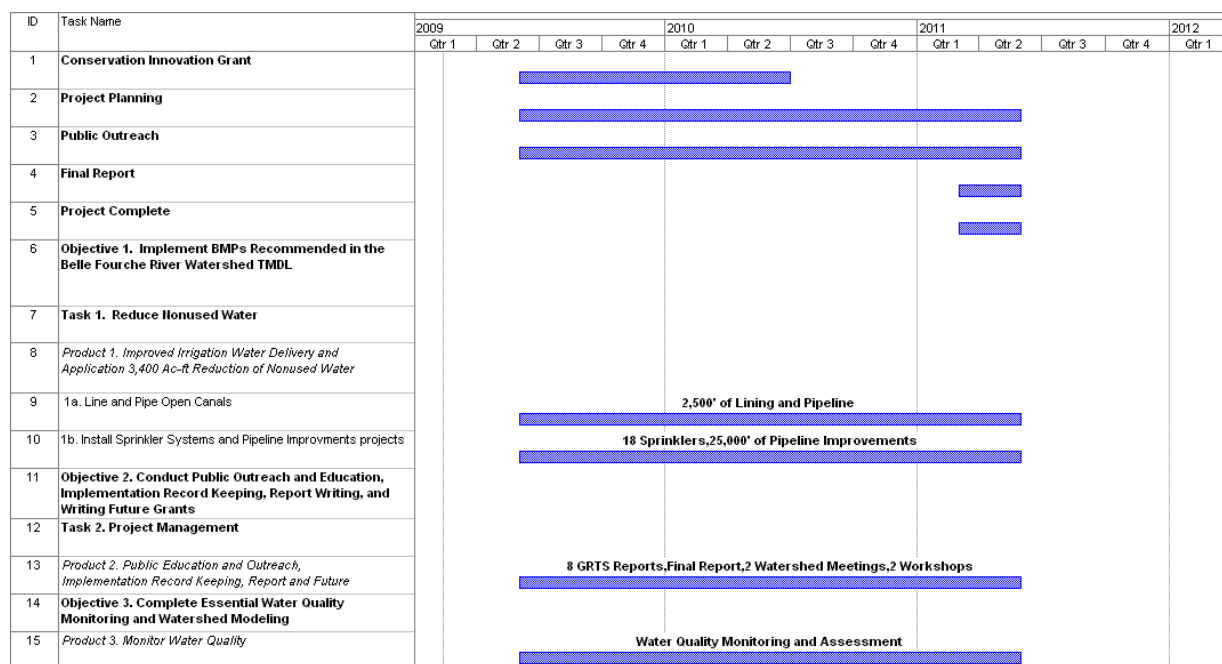 ID Task Name
2009 2010 2011 2012
Qtr 1 Qtr 2 Qtr 3 Qtr 4 Qtr 1 Qtr 2 Qtr 3 Qtr 4 Qtr 1 Qtr 2 Qtr 3 Qtr 4 Qtr 1
1 Conservation Innovation Grant
2 Project Planning
3 Public Outreach
4 Final Report
5 Project Complete
6 Objective 1. Implement BMPs Recommended in the
Belle Fourche River Watershed TMDL
7 Task 1. Reduce Nonused Water
8 Product 1. Improved Irrigation Water Delivery and
Application 3,400 Ac-ft Reduction of Nonused Water
9 1a. Line and Pipe Open Canals 2,500' of Lining and Pipeline
10 1b. Install Sprinkler Systems and Pipeline Improvments projects 18 Sprinklers,25,000' of Pipeline Improvements
11 Objective 2. Conduct Public Outreach and Education,
Implementation Record Keeping, Report Writing, and
Writing Future Grants
12 Task 2. Project Management
13 Product 2. Public Education and Outreach, 8 GRTS Reports,Final Report,2 Watershed Meetings,2 Workshops
Implementation Record Keeping, Report and Future
14 Objective 3. Complete Essential Water Quality
Monitoring and Watershed Modeling
15 Product 3. Monitor Water Quality Water Quality Monitoring and Assessment